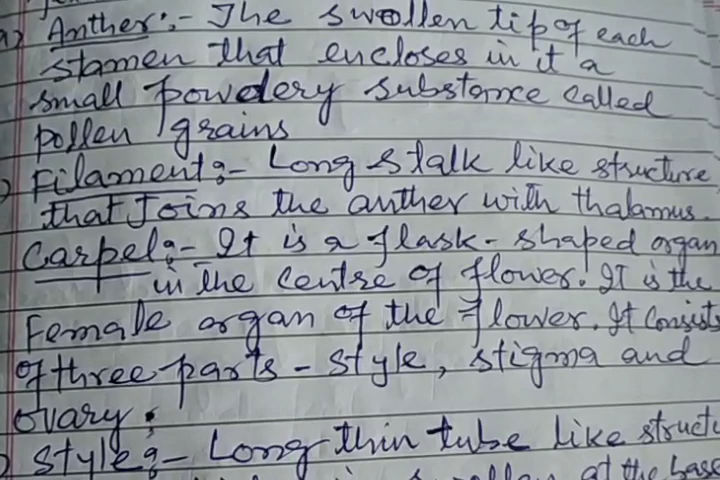 a) Anther:- The swollen tip of each
stamen that encloses in it a
small powdery substance called
pollen grains
) Filament:- Long stalk like structure
that Joins the anther with thalamus.
Carpel:- It is a flask-shaped organ
in the centre of flower. It is the
Female organ of the flower. It consists
of three parts - style, stigma and
ovary.
) Style:- Long thin tube like
at the base